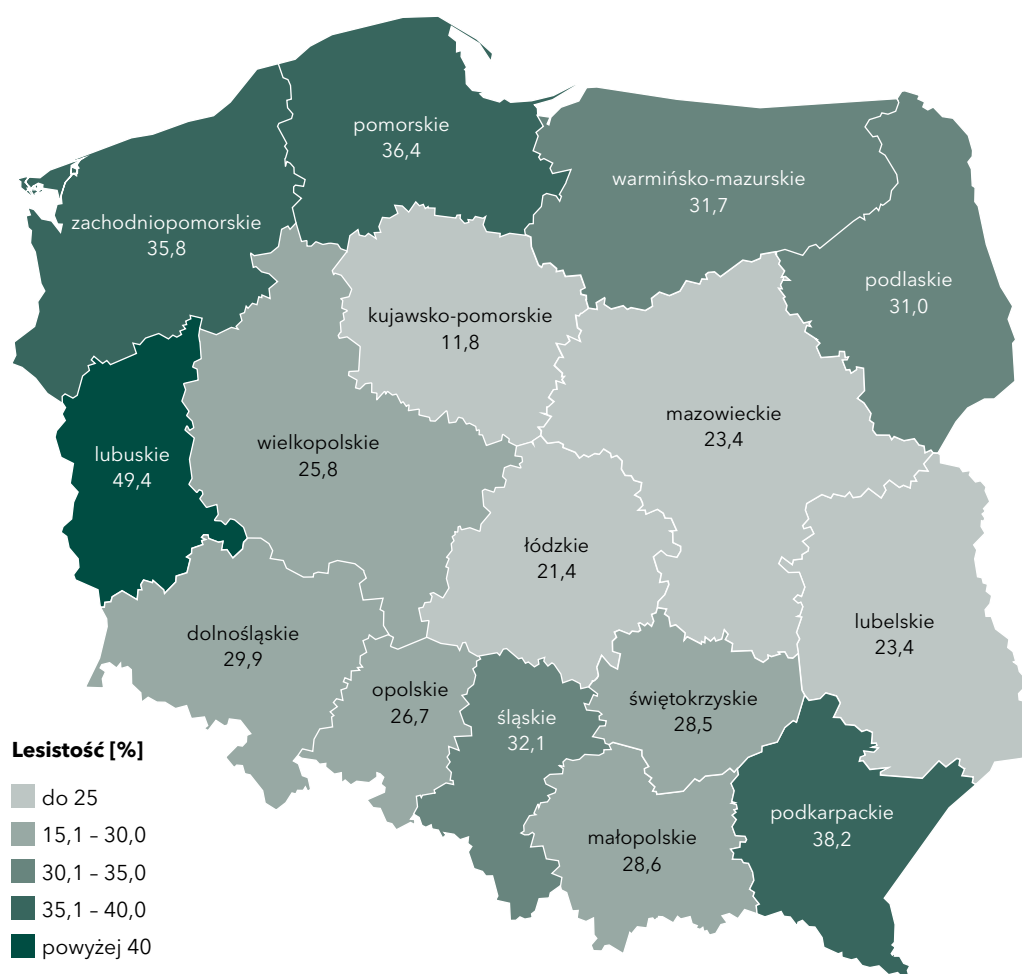 pomorskie
36,4
warmińsko-mazurskie
31,7
zachodniopomorskie
35,8
podlaskie
31,0
kujawsko-pomorskie
11,8
mazowieckie
23,4
wielkopolskie
25,8
lubuskie
49,4
łódzkie
21,4
lubelskie
23,4
dolnośląskie
29,9
opolskie
26,7
śląskie
32,1
świętokrzyskie
28,5
małopolskie
28,6
podkarpackie
38,2
Lesistość [%]
do 25
15,1 – 30,0
30,1 – 35,0
35,1 – 40,0
powyżej 40